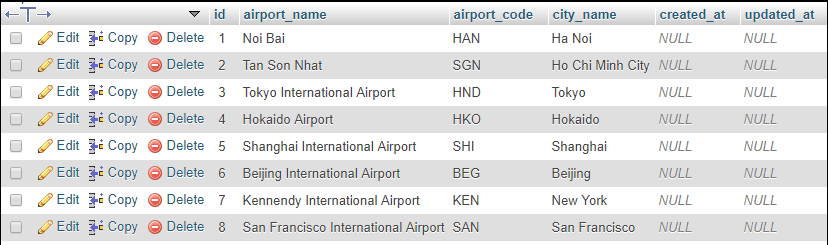 id airport_name airport_code city_name created_at updated_at
Edit Copy Delete 1 Noi Bai HAN Ha Noi NULL NULL
Edit Copy Delete 2 Tan Son Nhat SGN Ho Chi Minh City NULL NULL
Edit Copy Delete 3 Tokyo International Airport HND Tokyo NULL NULL
Edit Copy Delete 4 Hokaido Airport HKO Hokaido NULL NULL
Edit Copy Delete 5 Shanghai International Airport SHI Shanghai NULL NULL
Edit Copy Delete 6 Beijing International Airport BEG Beijing NULL NULL
Edit Copy Delete 7 Kennendy International Airport KEN New York NULL NULL
Edit Copy Delete 8 San Francisco International Airport SAN San Francisco NULL NULL